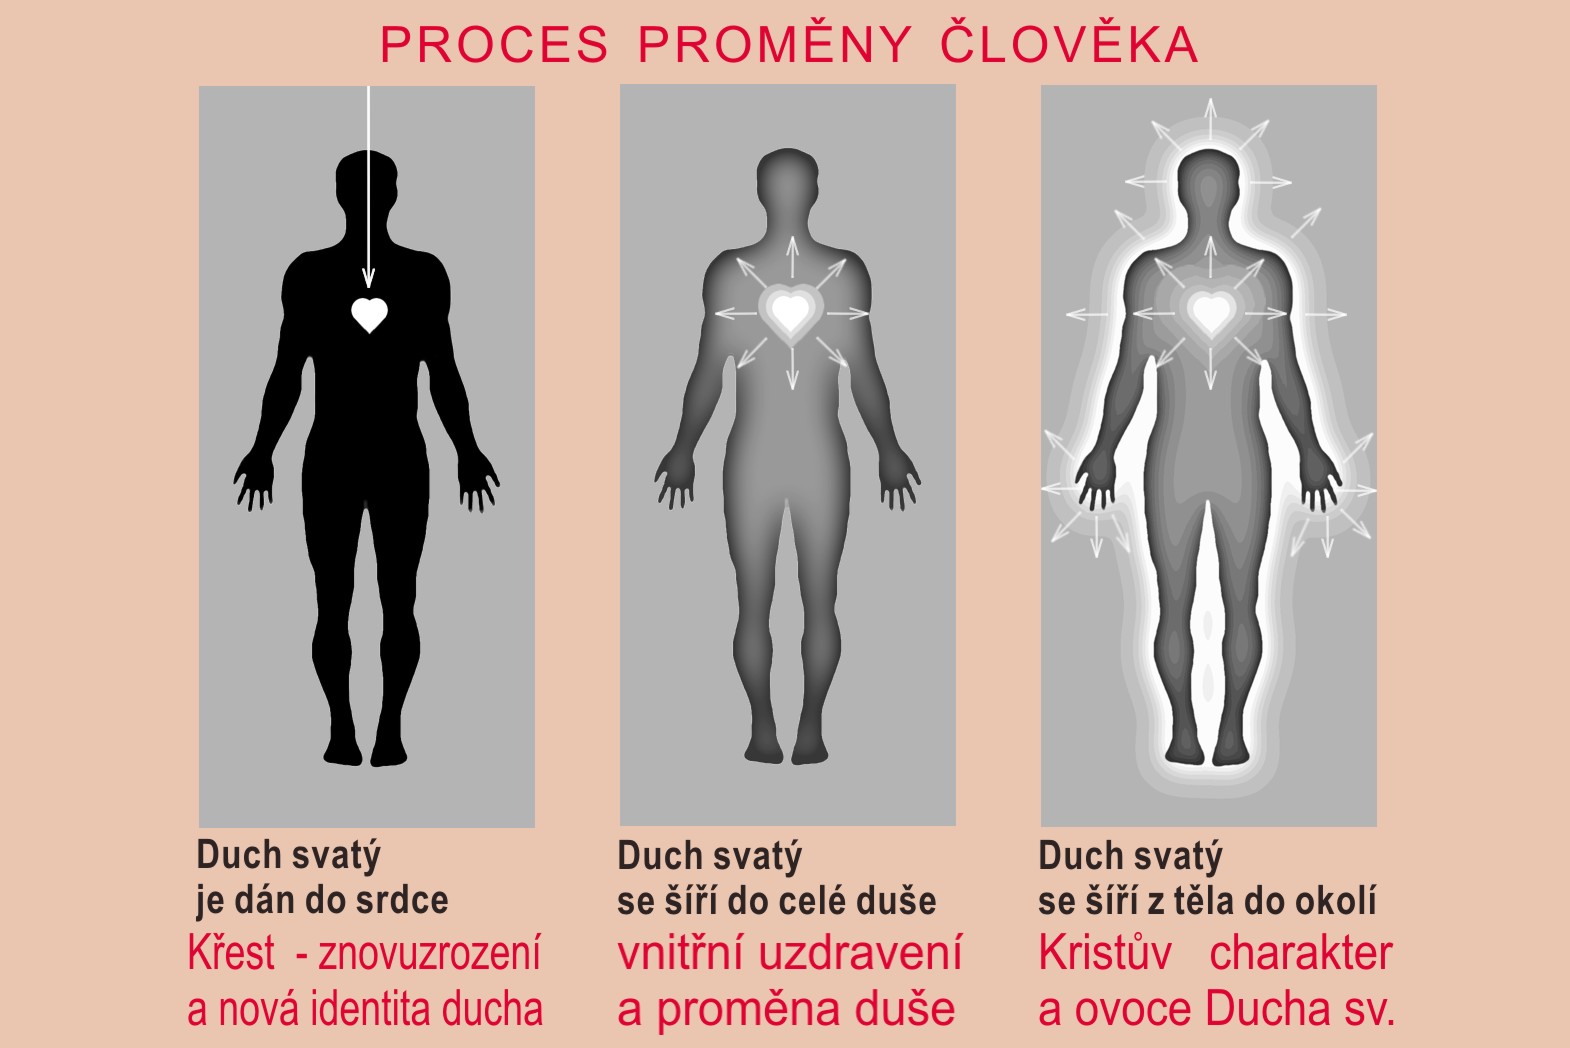 PROCES PROMĚNY ČLOVĚKA
Duch svatý
je dán do srdce
Křest - znovuzrození
a nová identita ducha
Duch svatý
se šíří do celé duše
vnitřní uzdravení
a proměna duše
Duch svatý
se šíří z těla do okolí
Kristův charakter
a ovoce Ducha sv.